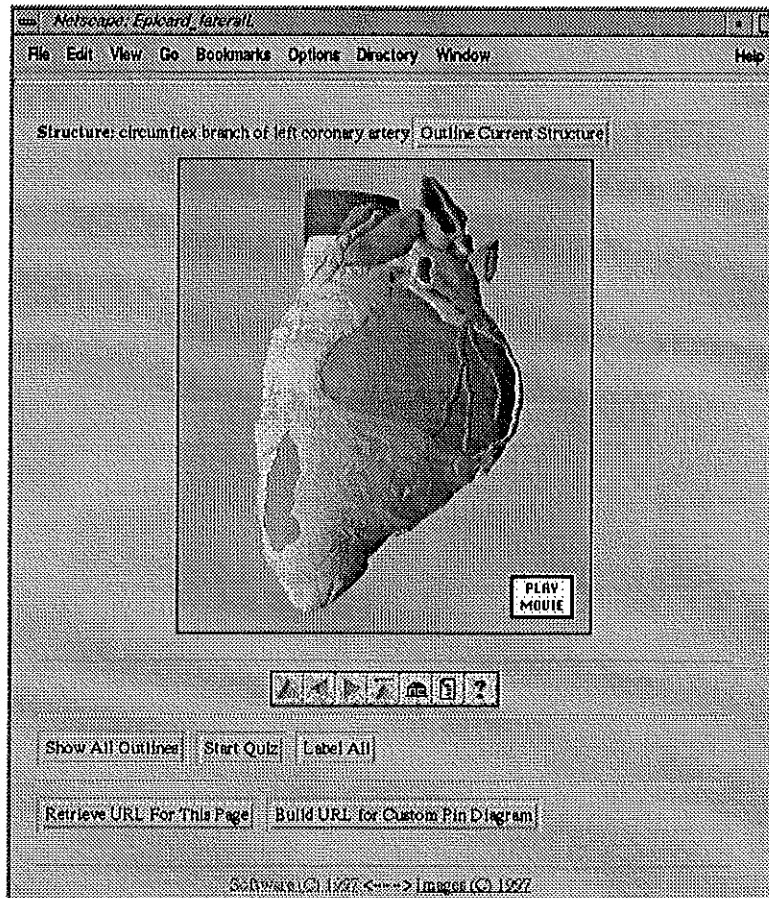 Netscape: Epicard_lateralL
File Edit View Go Bookmarks Options Directory Window Help
Structure: circumflex branch of left coronary artery Outline Current Structure
PLAY
MOVIE
?
Show All Outlines Start Quiz Label All
Retrieve URL For This Page Build URL for Custom Pin Diagram
Software (C) 1997 <----> Images (C) 1997